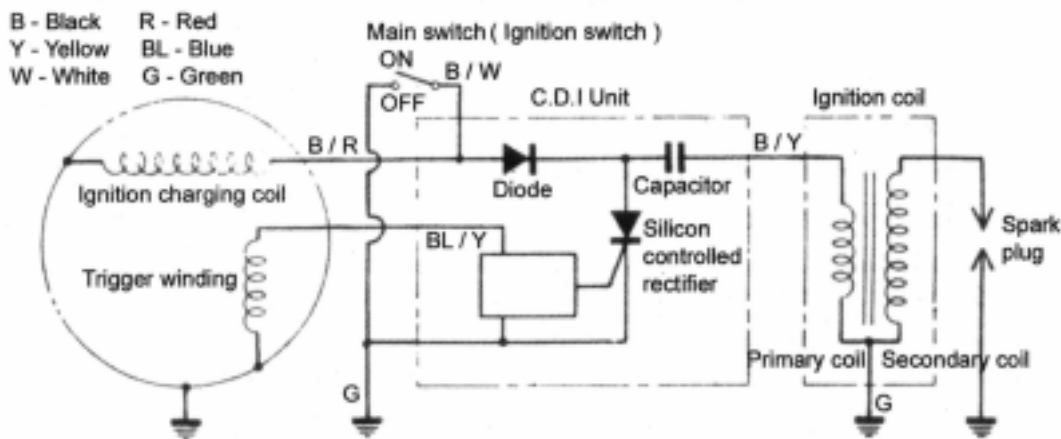 B - Black R - Red
Y - Yellow BL - Blue
W - White G - Green
Main switch ( Ignition switch )
ON
OFF
B / W
C.D.I Unit
Ignition coil
B / R
B / Y
Ignition charging coil
Diode
Capacitor
BL / Y
Silicon
controlled
rectifier
Spark
plug
Trigger winding
Primary coil
Secondary coil
G
G